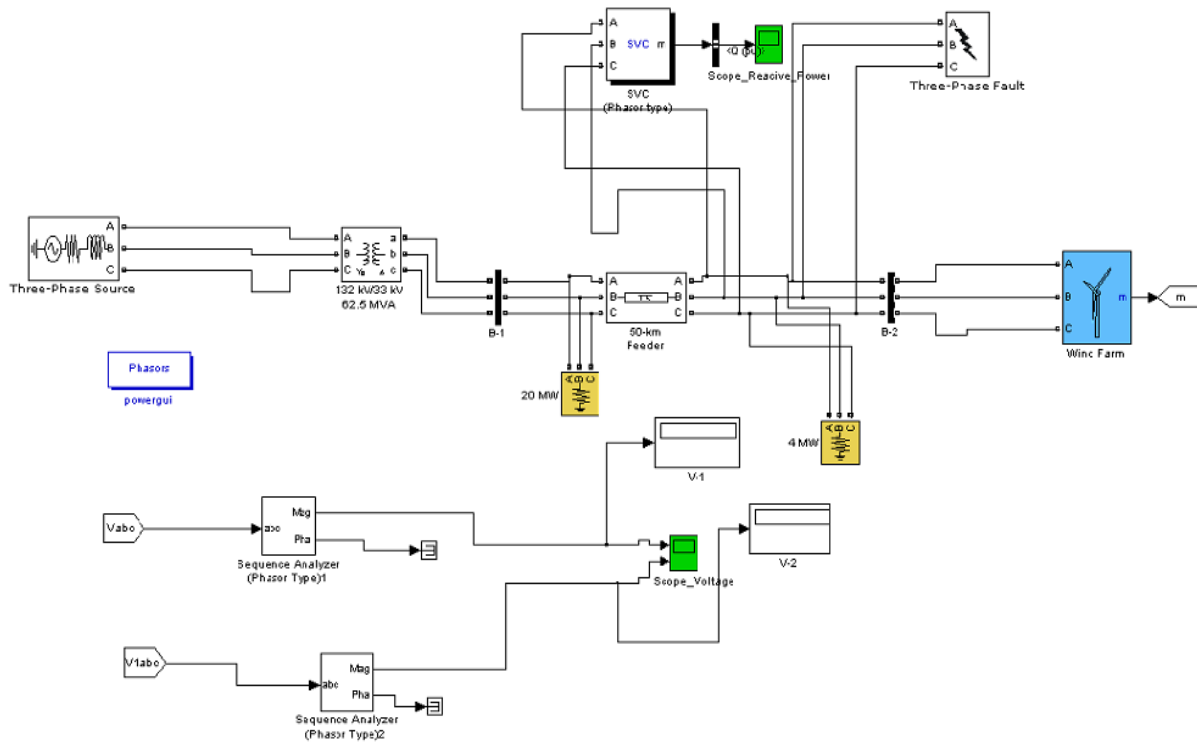 A
B
C
SVC
m
SVC
(Phasor type)
<Q (pu)>
Scope_Reacive_Power
A
B
C
Three-Phase Fault
A
B
C
Three-Phase Source
A
B
C
a
b
c
132 kV/33 kV
62.5 MVA
B-1
A
B
C
A
B
C
50-km
Feeder
B-2
A
B
C
m
Wind Farm
m
Phasors
powergui
20 MW
A B C
4 MW
A B C
V-1
Vabc
abc
Mag
Pha
Sequence Analyzer
(Phasor Type)1
Scope_Voltage
V-2
V1abc
abc
Mag
Pha
Sequence Analyzer
(Phasor Type)2